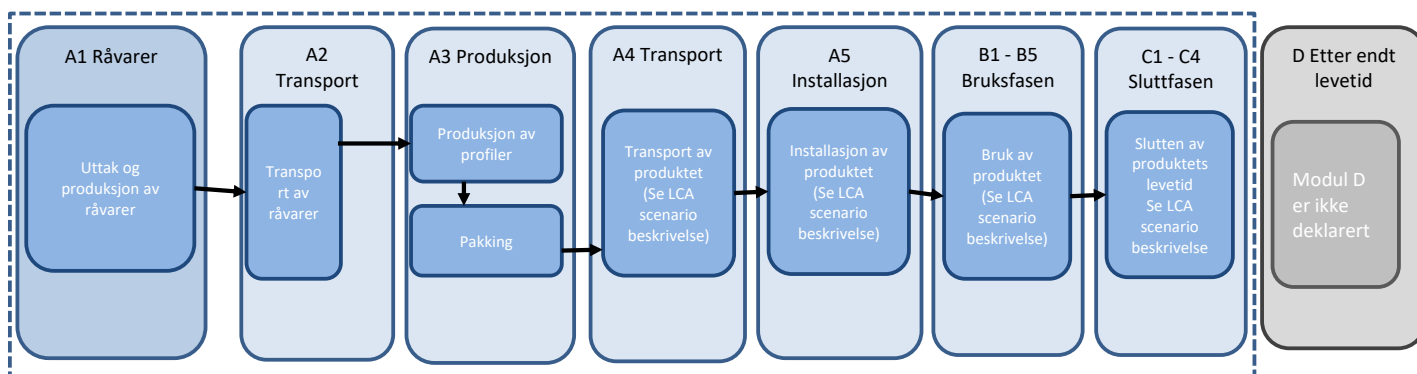 A1 Råvarer
Uttak og
produksjon av
råvarer
A2
Transport
Transpo
rt av
råvarer
A3 Produksjon
Produksjon av
profiler
Pakking
A4 Transport
Transport av
produktet
(Se LCA
scenario
beskrivelse)
A5
Installasjon
Installasjon av
produktet
(Se LCA
scenario
beskrivelse)
B1 - B5
Bruksfasen
Bruk av
produktet
(Se LCA
scenario
beskrivelse)
C1 - C4
Sluttfasen
Slutten av
produktets
levetid
Se LCA
scenario
beskrivelse
D Etter endt
levetid
Modul D
er ikke
deklarert